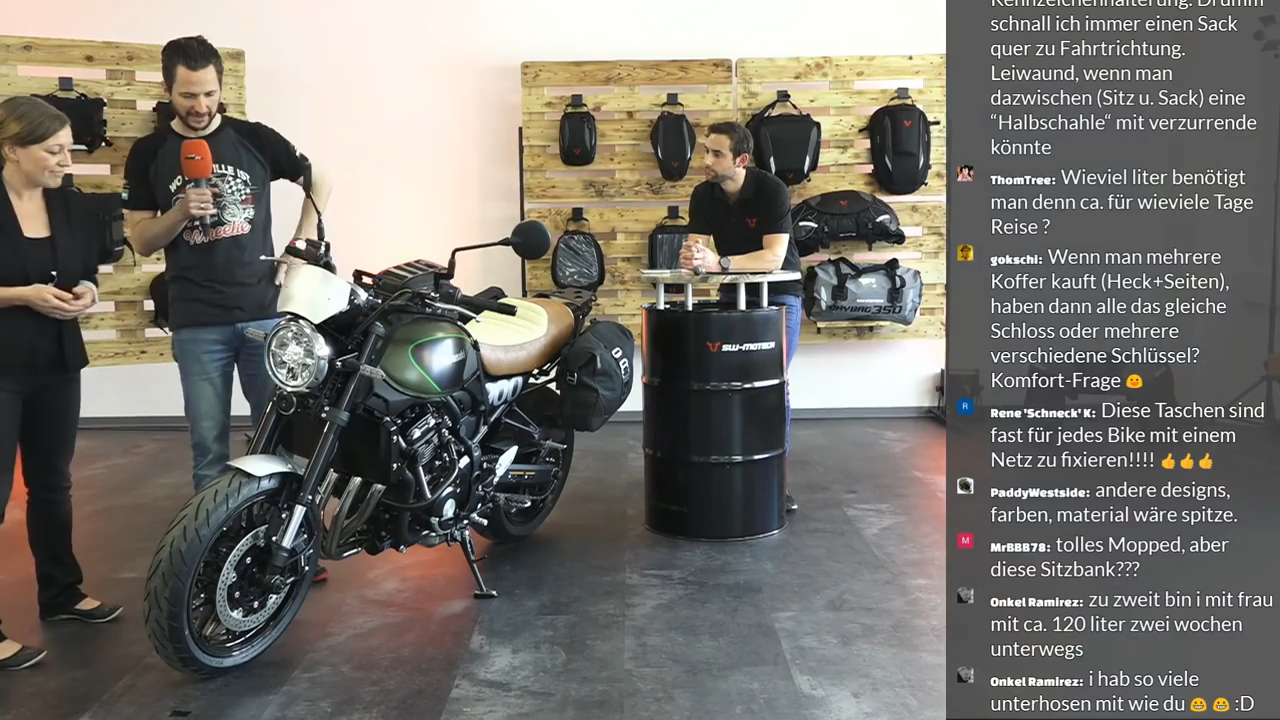 Kennzeichenhalterung. Drumm
schnall ich immer einen Sack
quer zu Fahrtrichtung.
Leiwaund, wenn man
dazwischen (Sitz u. Sack) eine
“Halbschahle“ mit verzurrende
könnte
ThomTree: Wieviel liter benötigt
man denn ca. für wieviele Tage
Reise ?
gokschi: Wenn man mehrere
Koffer kauft (Heck+Seiten),
haben dann alle das gleiche
Schloss oder mehrere
verschiedene Schlüssel?
Komfort-Frage 🙂
R
Rene 'Schneck' K: Diese Taschen sind
fast für jedes Bike mit einem
Netz zu fixieren!!!! 👍👍👍
PaddyWestside: andere designs,
farben, material wäre spitze.
M
MrBBB78: tolles Mopped, aber
diese Sitzbank???
Onkel Ramirez: zu zweit bin i mit frau
mit ca. 120 liter zwei wochen
unterwegs
Onkel Ramirez: i hab so viele
unterhosen mit wie du 😀 😀 :D
SW-MOTECH
DRYBAG350
Wheelie
900